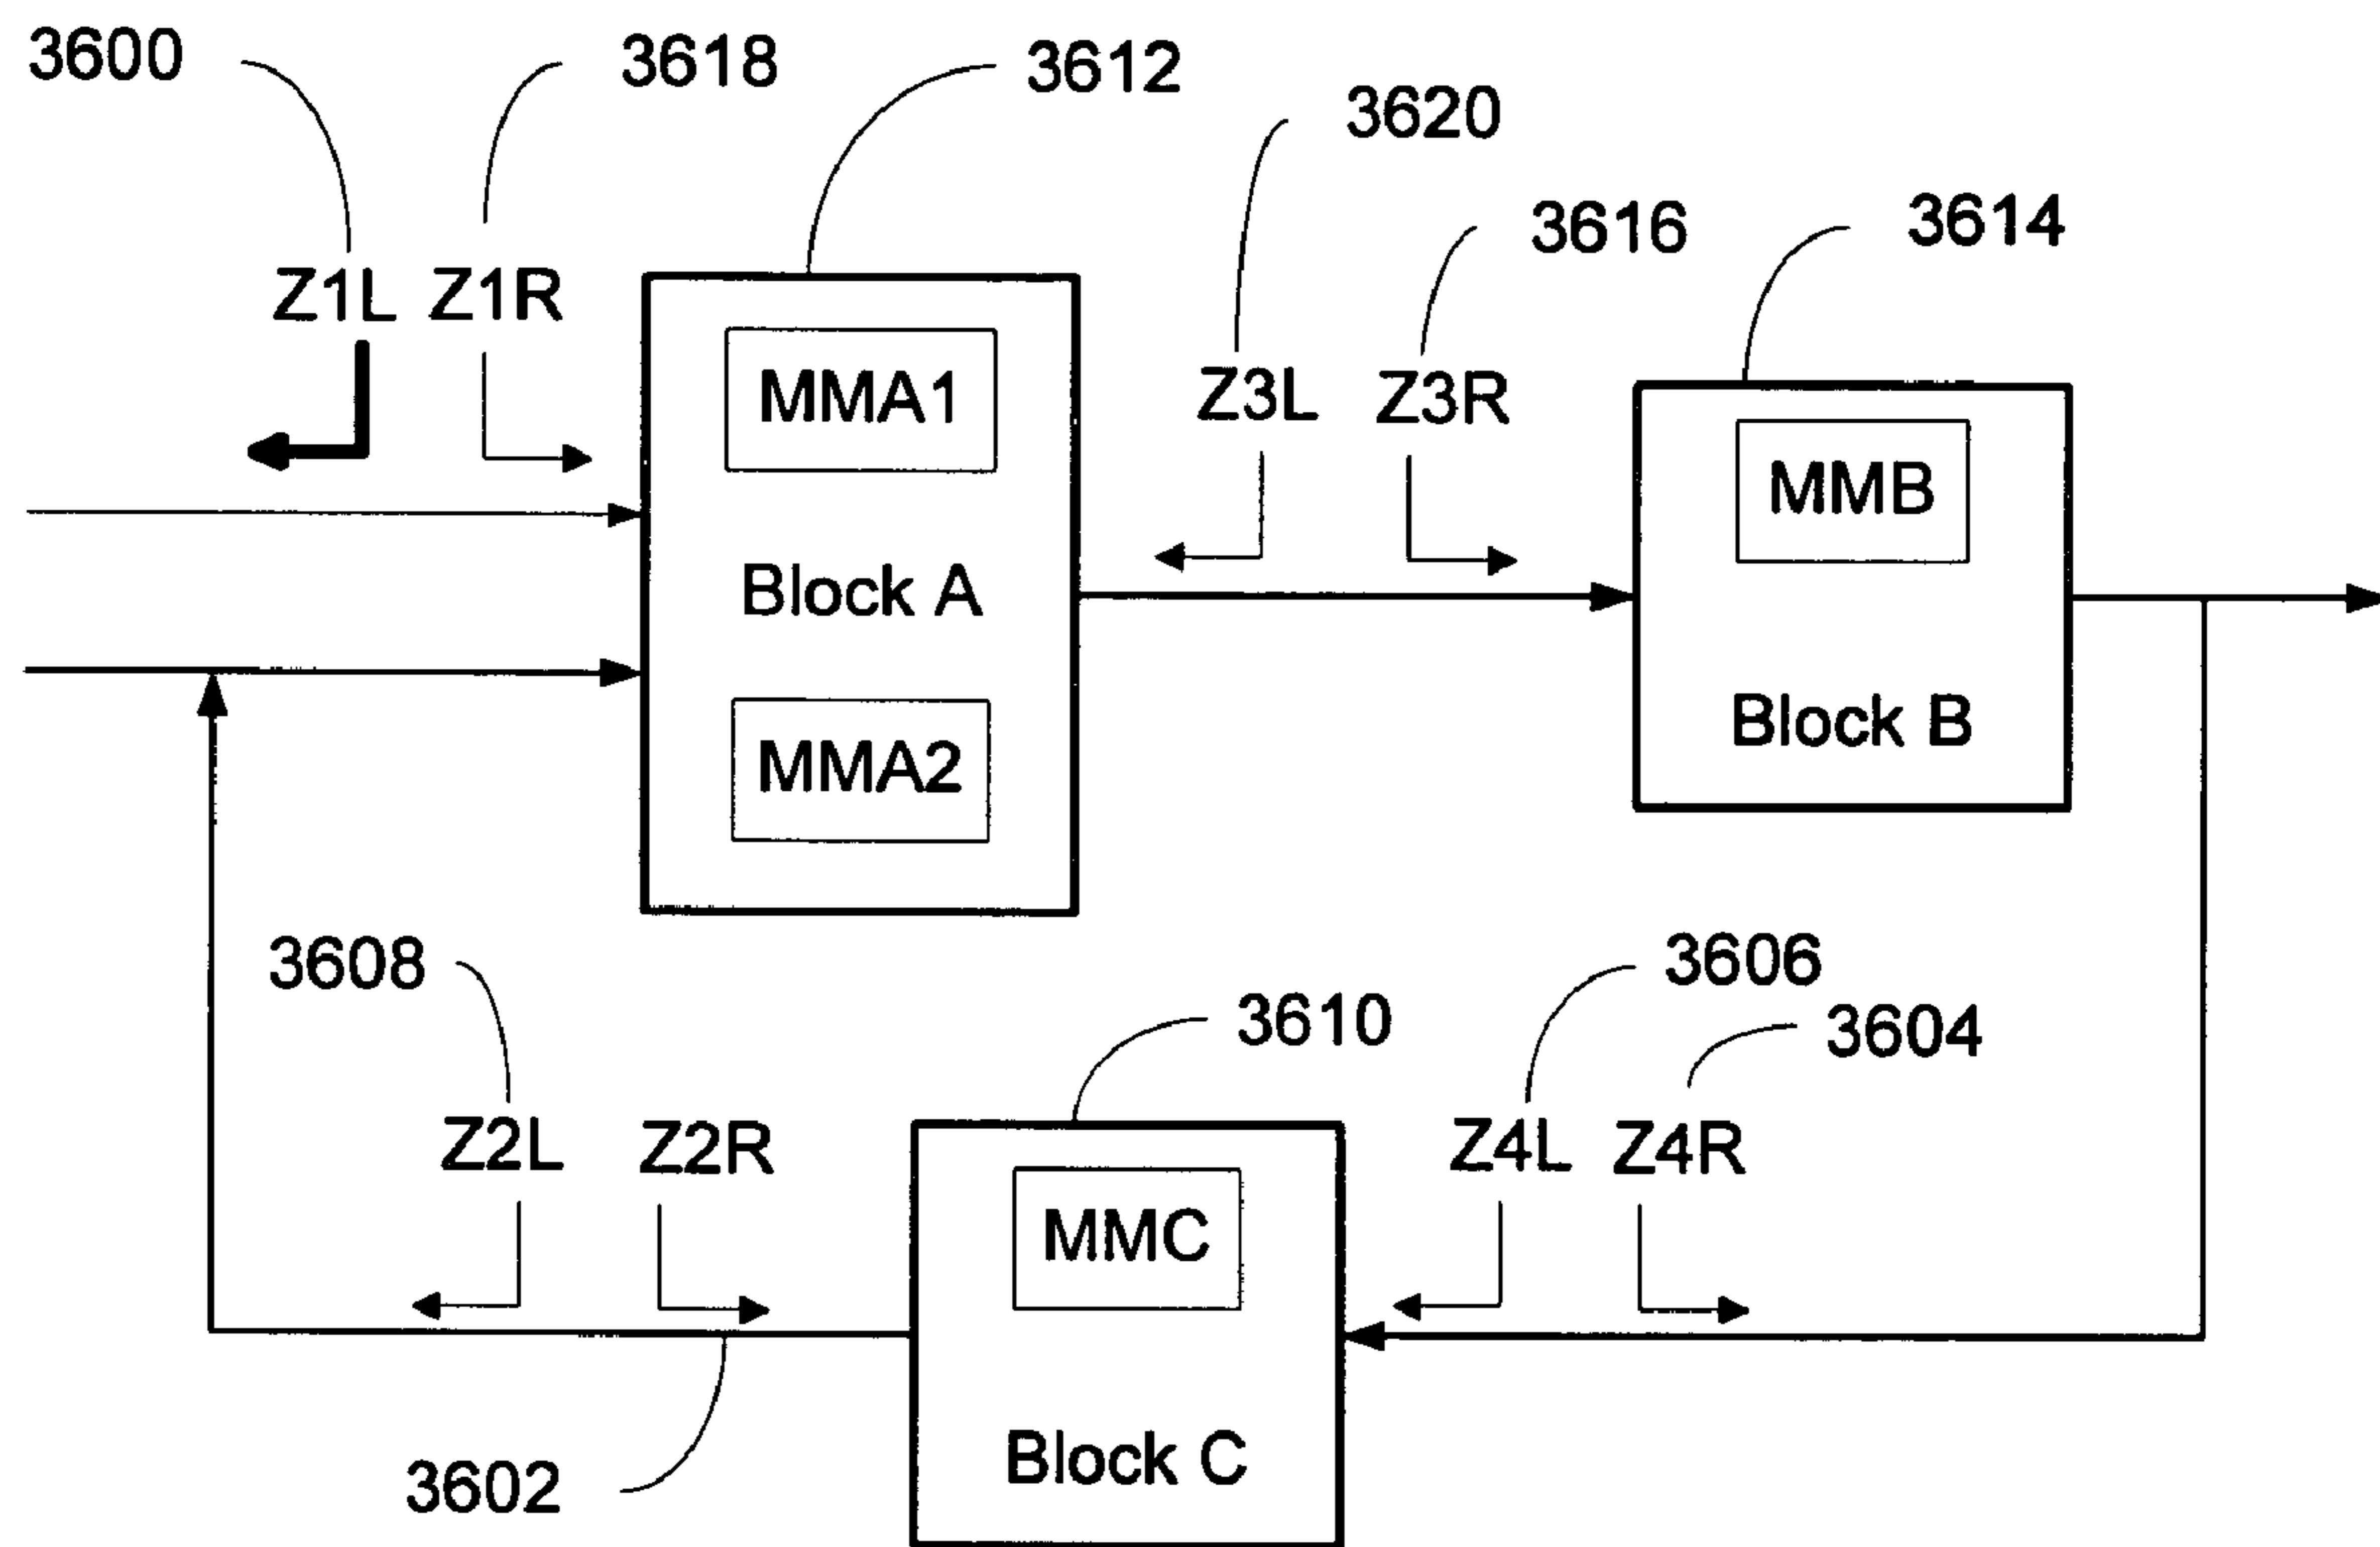 3600
3618
3612
3620
3616
3614
Z1L Z1R
Z3L Z3R
MMA1
MMB
Block A
Block B
MMA2
3608
3606
3610
3604
Z2L Z2R
Z4L Z4R
MMC
Block C
3602